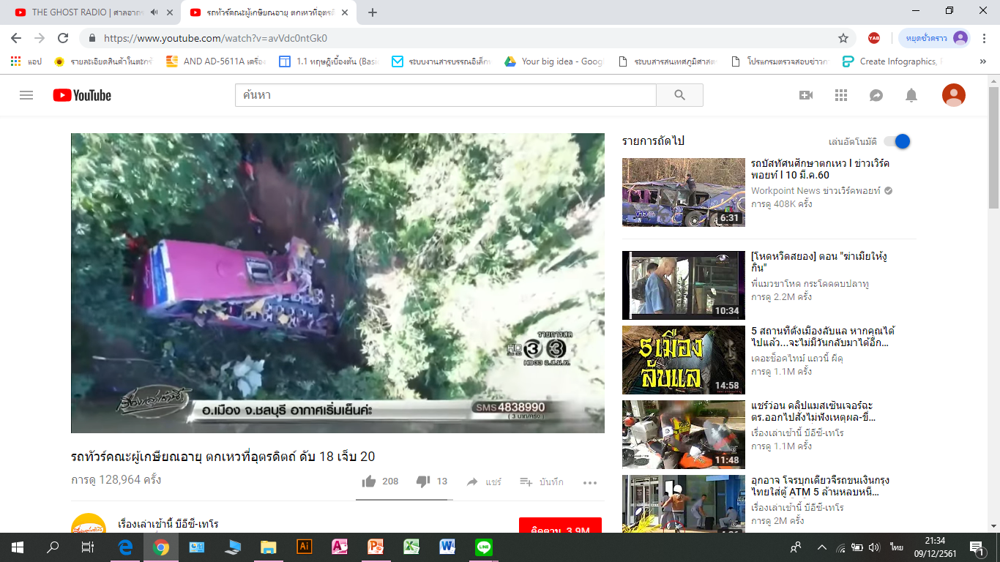 THE GHOST RADIO | ศาลอาถร
รถทัวร์คณะผู้เกษียณอายุ ตกเหวที่อุตรดิ
https://www.youtube.com/watch?v=avVdc0ntGk0
YAB
หยุดชั่วคราว
แอป
รายละเอียดสินค้าในตะกร้
AND AD-5611A เครื่อง
1.1 ทฤษฎีเบื้องต้น (Basi
ระบบงานสารบรรณอิเล็กท
Your big idea - Goog
ระบบสารสนเทศภูมิศาสต
โปรแกรมตรวจสอบข่าวกา
Create Infographics,
YouTube
ค้นหา
รายการสด
HD 3 3
HD33 อ.ส.ม.ท.
เรื่องเล่าเช้านี้
อ.เมือง จ.ชลบุรี อากาศเริ่มเย็นค่ะ
SMS 4838990
( 3 บาท/ครั้ง )
รถทัวร์คณะผู้เกษียณอายุ ตกเหวที่อุตรดิตถ์ ดับ 18 เจ็บ 20
การดู 128,964 ครั้ง
208
13
แชร์
บันทึก
เรื่องเล่าเช้านี้ บีอีซี-เทโร
ติดตาม 3.9M
รายการถัดไป
เล่นอัตโนมัติ
6:31
รถบัสทัศนศึกษาตกเหว l ข่าวเวิร์ค
พอยท์ l 10 มี.ค.60
Workpoint News ข่าวเวิร์คพอยท์
การดู 408K ครั้ง
10:34
[โหดหวีดสยอง] ตอน "ฆ่าเมียให้งู
กิน"
พี่แมวขาโหด กระโดดตบปลาทู
การดู 2.2M ครั้ง
5 เมือง
ลับแล
14:58
5 สถานที่ตั้งเมืองลับแล หากคุณได้
ไปแล้ว...จะไม่มีวันกลับมาได้อีก...
เดอะช็อคไทม์ แถวนี้ ผีดุ
การดู 1.1M ครั้ง
11:48
แชร์ว่อน คลิปแมสเซ็นเจอร์ฉะ
ตร.ออกใบสั่งไม่ฟังเหตุผล-ขี่...
เรื่องเล่าเช้านี้ บีอีซี-เทโร
การดู 1.1M ครั้ง
อุกอาจ โจรบุกเดี่ยวจี้รถขนเงินกรุง
ไทยใส่ตู้ ATM 5 ล้านหลบหนี...
เรื่องเล่าเช้านี้ บีอีซี-เทโร
การดู 2M ครั้ง
ไทย
21:34
09/12/2561
1